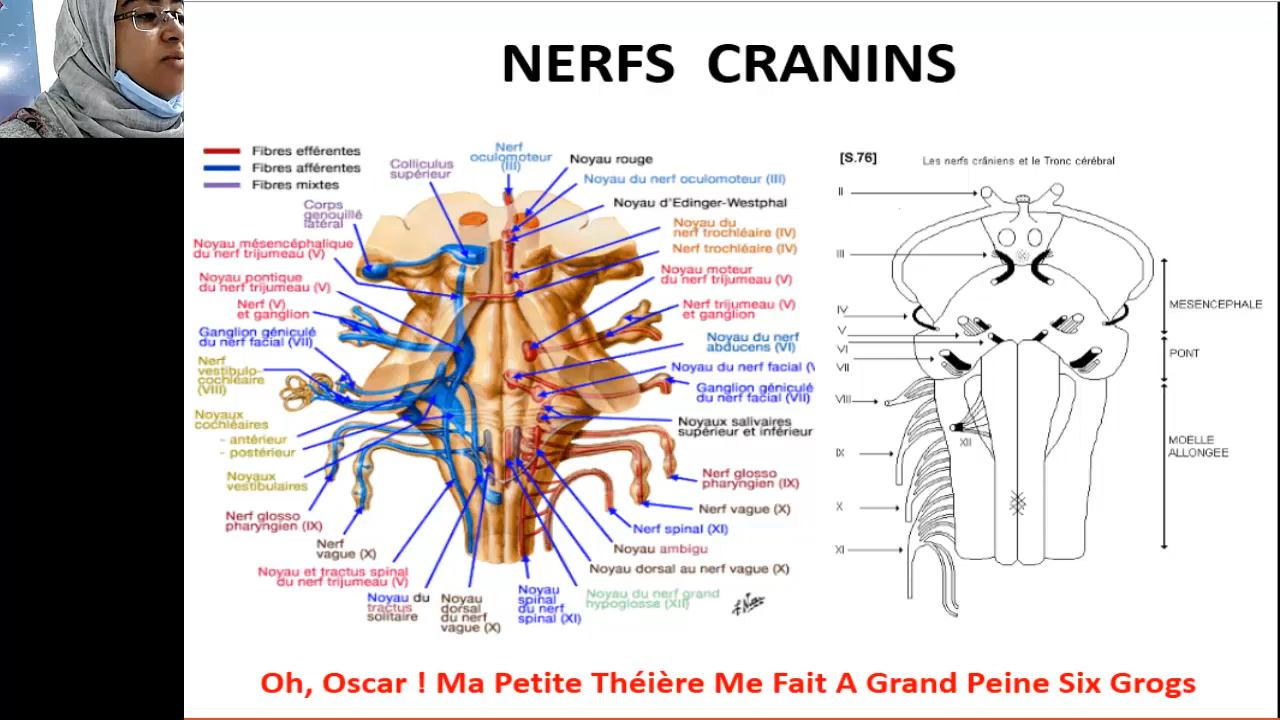 NERFS CRANINS
Fibres efférentes
Fibres afférentes
Fibres mixtes
Colliculus
supérieur
Nerf
oculomoteur
(III)
Noyau rouge
Noyau du nerf oculomoteur (III)
Noyau d'Edinger-Westphal
Corps
genouillé
latéral
Noyau du
nerf trochléaire (IV)
Nerf trochléaire (IV)
Noyau mésencéphalique
du nerf trijumeau (V)
Noyau moteur
du nerf trijumeau (V)
Noyau pontique
du nerf trijumeau (V)
Nerf (V)
et ganglion
Nerf trijumeau (V)
et ganglion
Ganglion géniculé
du nerf facial (VII)
Noyau du nerf
abducens (VI)
Nerf
vestibulo-
cochléaire
(VIII)
Noyau du nerf facial (V
Ganglion géniculé
du nerf facial (VII)
Noyaux
cochléaires
- antérieur
- postérieur
Noyaux salivaires
supérieur et inférieur
Noyaux
vestibulaires
Nerf glosso
pharyngien (IX)
Nerf glosso
pharyngien (IX)
Nerf vague (X)
Nerf
vague (X)
Nerf spinal (XI)
Noyau ambigu
Noyau et tractus spinal
du nerf trijumeau (V)
Noyau dorsal au nerf vague (X)
Noyau du
tractus
solitaire
Noyau
dorsal
du nerf
vague (X)
Noyau
spinal
du nerf
spinal (XI)
Noyau du nerf grand
hypoglosse (XII)
[S.76]
Les nerfs crâniens et le Tronc cérébral
II
III
IV
V
VI
VII
VIII
IX
X
XI
XII
MESENCEPHALE
PONT
MOELLE
ALLONGEE
Oh, Oscar ! Ma Petite Théière Me Fait A Grand Peine Six Grogs